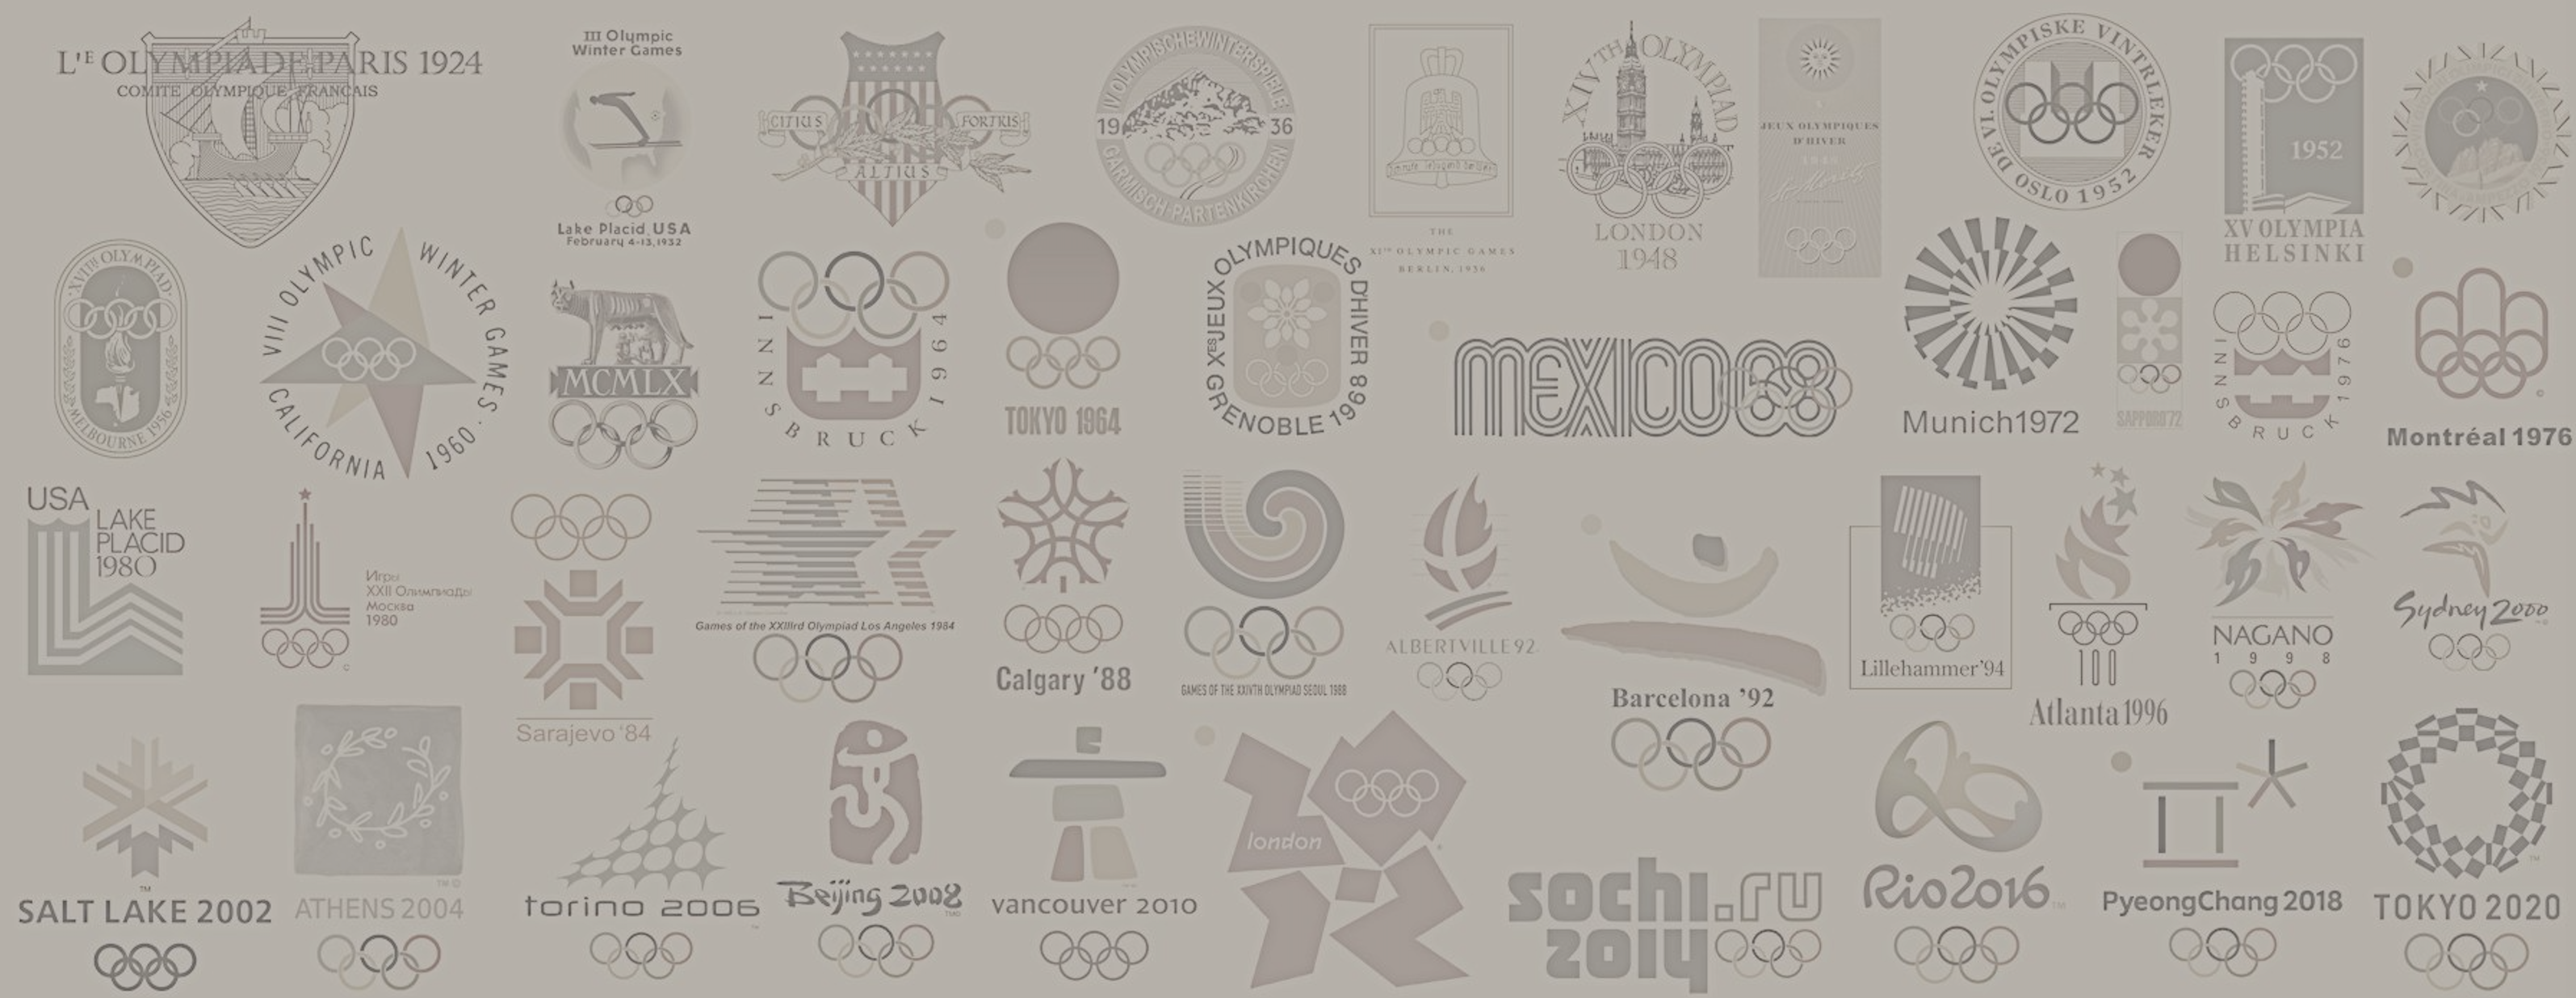 L'E OLYMPIADE PARIS 1924
COMITE OLYMPIQUE FRANCAIS
III Olympic
Winter Games
Lake Placid, USA
February 4-13, 1932
CITIUS
FORTKIS
ALTIUS
IV OLYMPISCHE WINTERSPIELE
19 36
GARMISCH-PARTENKIRCHEN
THE
XITH OLYMPIC GAMES
BERLIN, 1936
XIVTH OLYMPIAD
LONDON
1948
JEUX OLYMPIQUES
D'HIVER
1948
St. Moritz
DE VI. OLYMPISKE VINTERLEKER
OSLO 1952
1952
XV OLYMPIA
HELSINKI
XVITH OLYMPIAD
MELBOURNE 1956
VIII OLYMPIC WINTER GAMES
CALIFORNIA 1960
MCMLX
INNSBRUCK 1964
TOKYO 1964
XES JEUX OLYMPIQUES D'HIVER
GRENOBLE 1968
MEXICO68
Munich1972
SAPPORO'72
INNSBRUCK 1976
©
Montréal 1976
USA
LAKE
PLACID
1980
Игры
XXII Олимпиады
Москва
1980
Sarajevo '84
Games of the XXIIIrd Olympiad Los Angeles 1984
Calgary '88
GAMES OF THE XXIVTH OLYMPIAD SEOUL 1988
ALBERTVILLE 92
Barcelona '92
Lillehammer'94
100
Atlanta 1996
NAGANO
1 9 9 8
Sydney 2000
SALT LAKE 2002
ATHENS 2004
torino 2006
Beijing 2008
vancouver 2010
london
sochi.ru
2014
Rio2016
PyeongChang 2018
TOKYO 2020